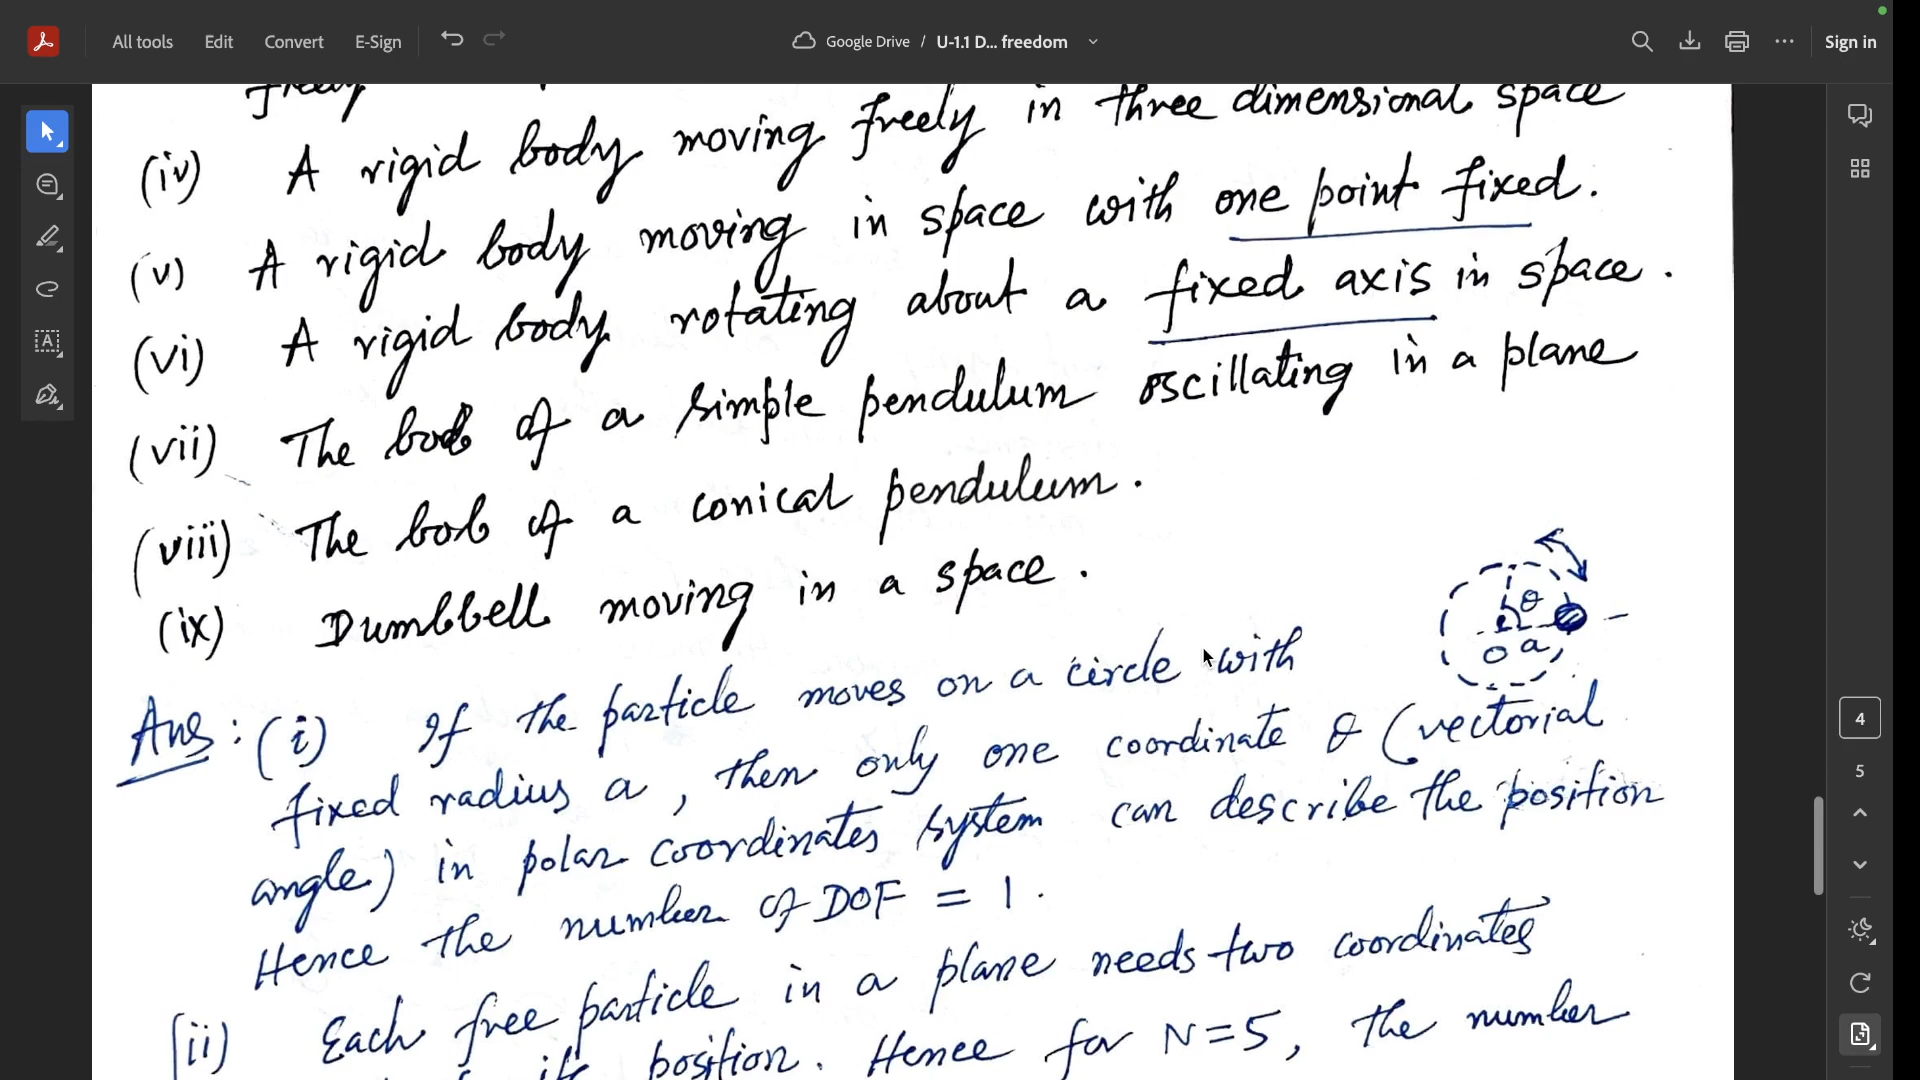 All tools Edit Convert E-Sign Google Drive / U-1.1 D... freedom Sign in
freely
(iv) A rigid body moving freely in three dimensional space
(v) A rigid body moving in space with one point fixed.
(vi) A rigid body rotating about a fixed axis in space.
(vii) The bob of a simple pendulum oscillating in a plane
(viii) The bob of a conical pendulum.
(ix) Dumbbell moving in a space.
θ
O a
Ans: (i) If the particle moves on a circle with
fixed radius a, then only one coordinate θ (vectorial
angle) in polar coordinates system can describe the position
Hence the number of DOF = 1.
(ii) Each free particle in a plane needs two coordinates
position. Hence for N=5, the number
4
5